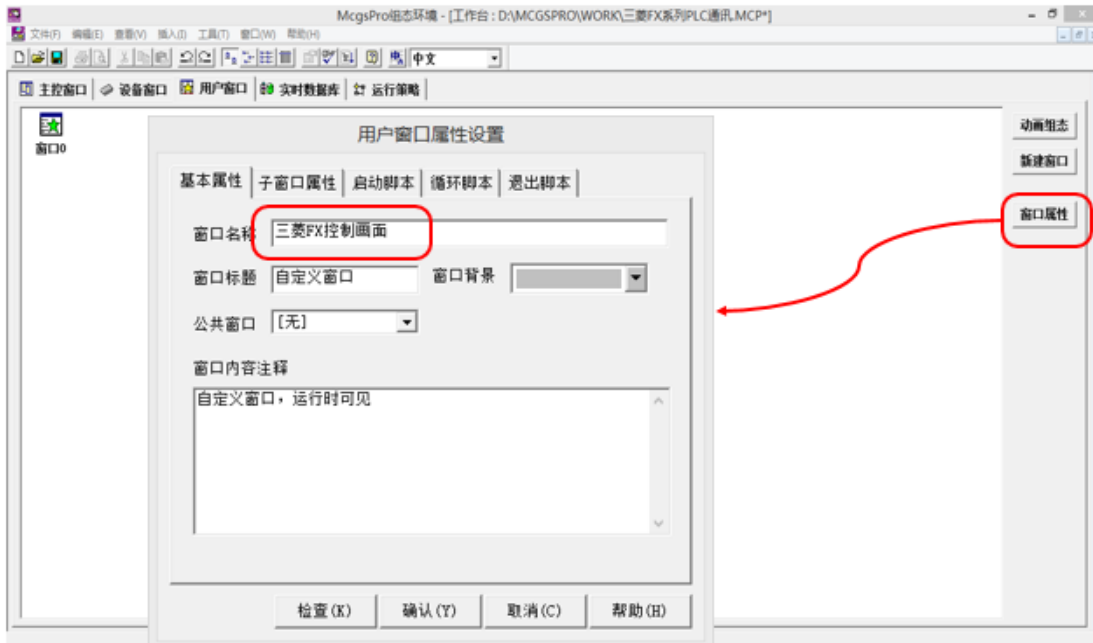 McgsPro组态环境 - [工作台 : D:\MCGSPRO\WORK\三菱FX系列PLC通讯.MCP*]
文件(F) 编辑(E) 查看(V) 插入(I) 工具(T) 窗口(W) 帮助(H)
中文
主控窗口 设备窗口 用户窗口 实时数据库 运行策略
窗口0
动画组态
新建窗口
窗口属性
用户窗口属性设置
基本属性 子窗口属性 启动脚本 循环脚本 退出脚本
窗口名称 三菱FX控制画面
窗口标题 自定义窗口 窗口背景
公共窗口 [无]
窗口内容注释
自定义窗口，运行时可见
检查(K) 确认(Y) 取消(C) 帮助(H)